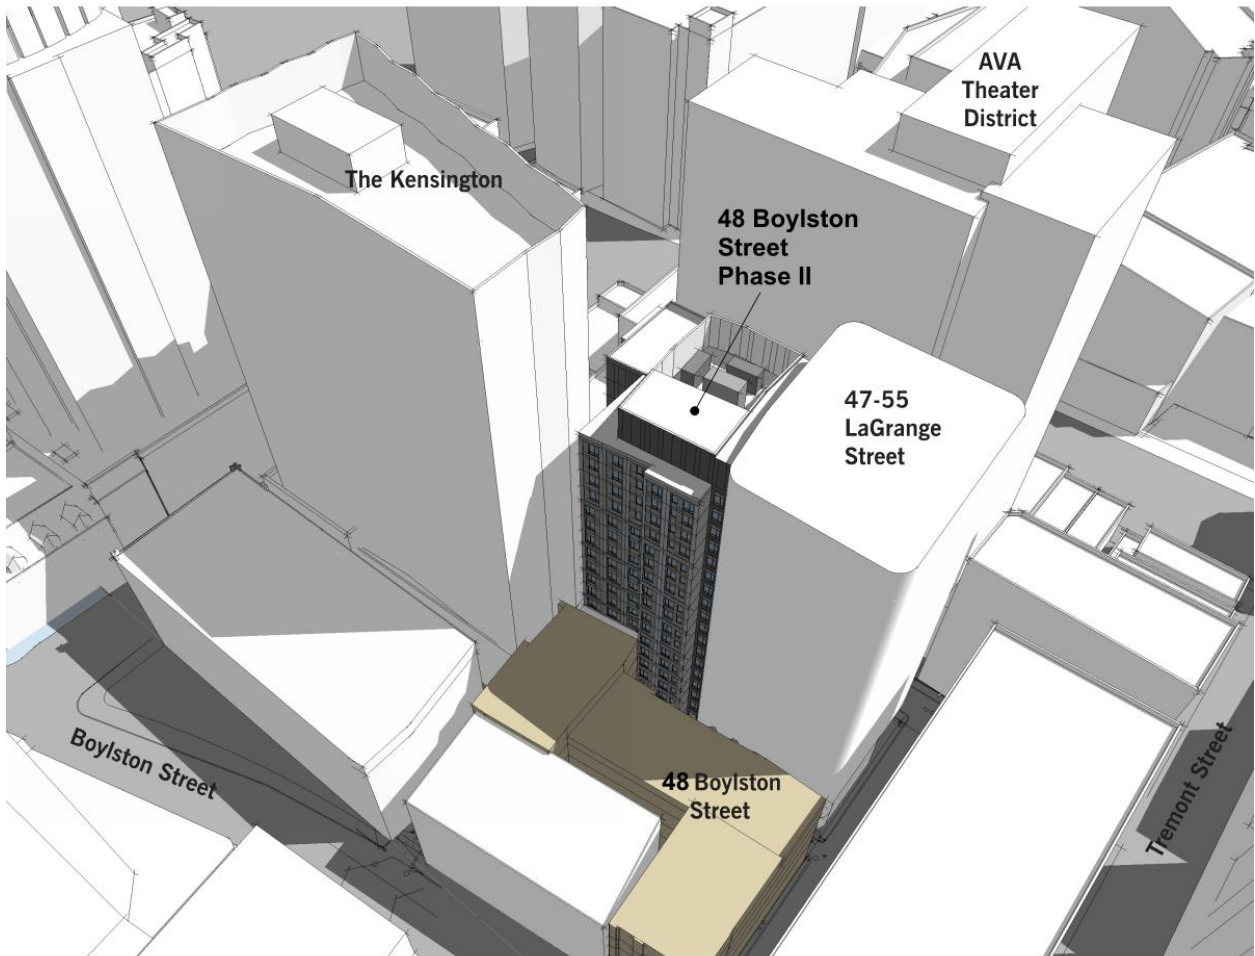 AVA
Theater
District
The Kensington
48 Boylston
Street
Phase II
47-55
LaGrange
Street
Boylston Street
48 Boylston
Street
Tremont Street